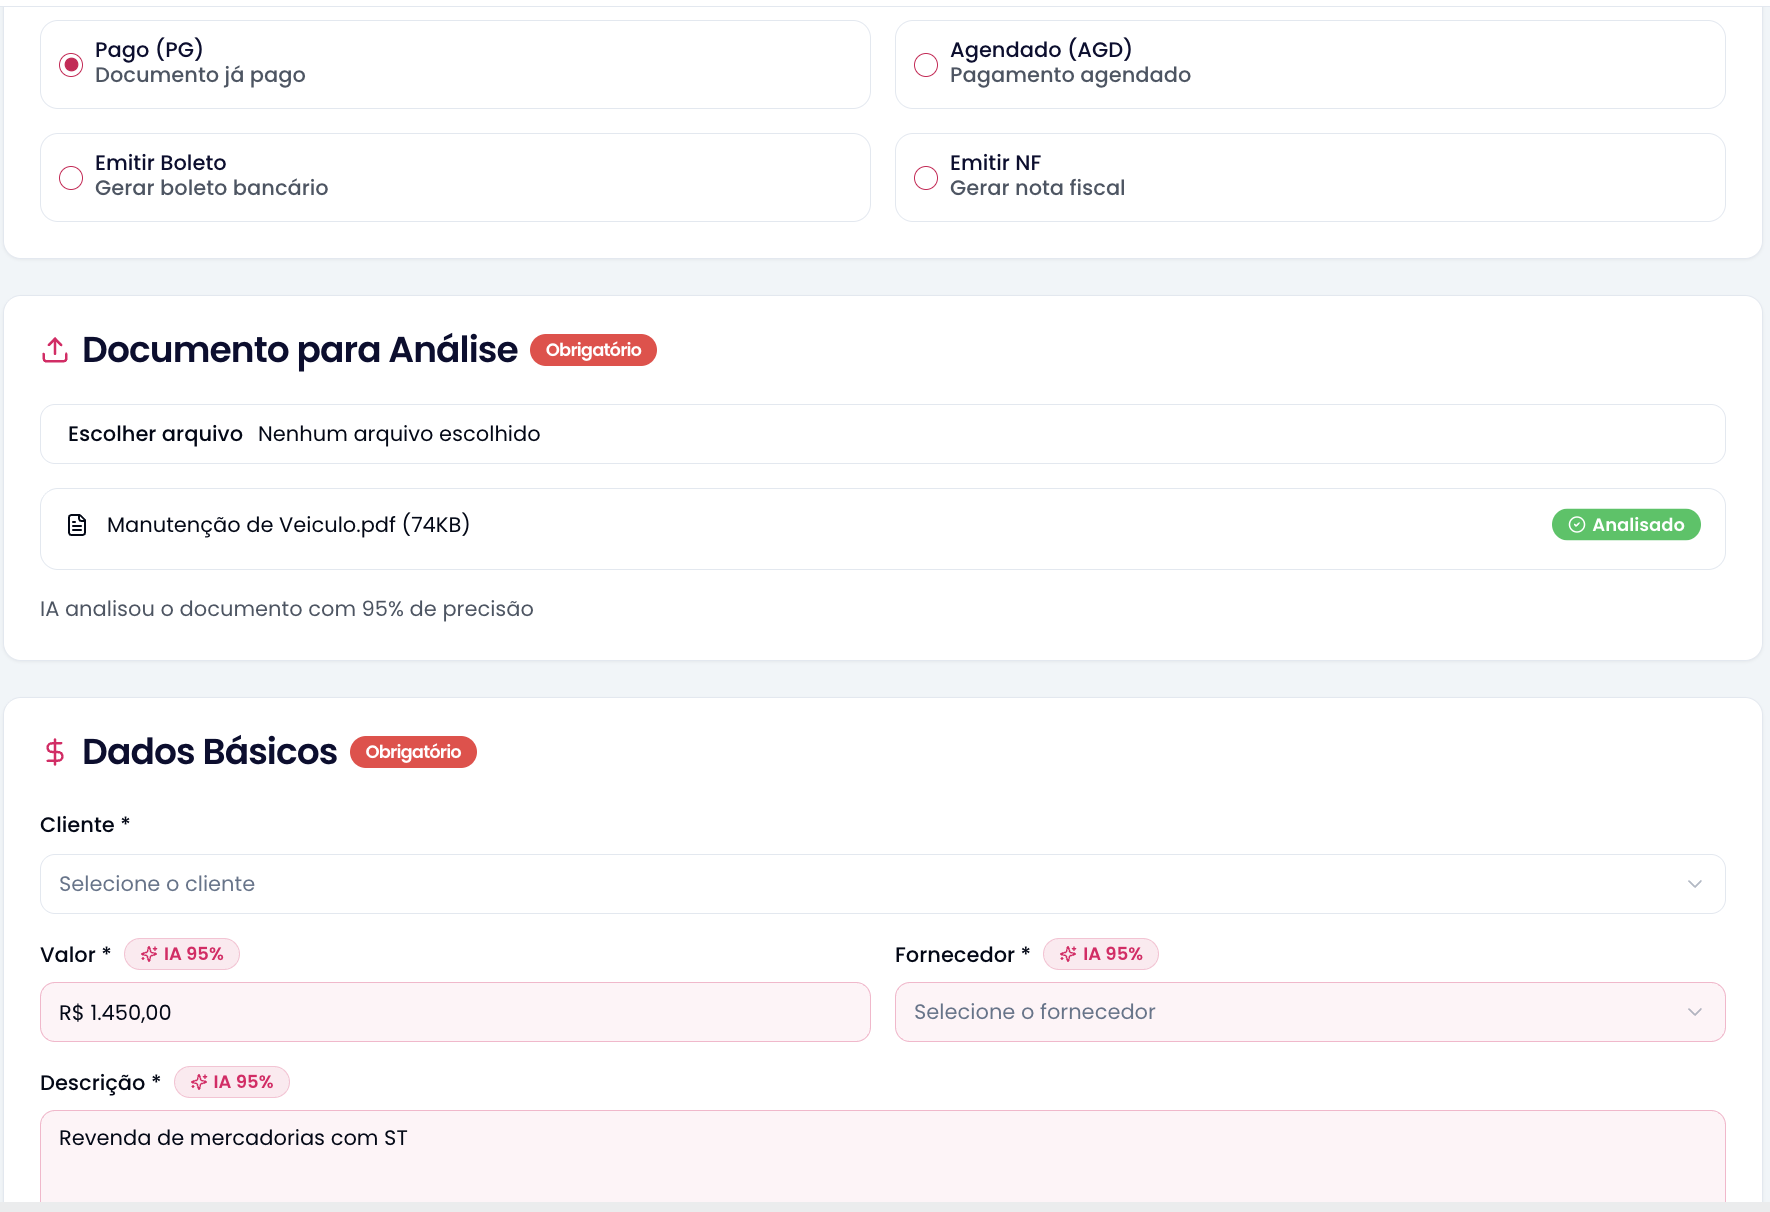 Pago (PG)
Documento já pago
Agendado (AGD)
Pagamento agendado
Emitir Boleto
Gerar boleto bancário
Emitir NF
Gerar nota fiscal
Documento para Análise Obrigatório
Escolher arquivo Nenhum arquivo escolhido
Manutenção de Veiculo.pdf (74KB) Analisado
IA analisou o documento com 95% de precisão
Dados Básicos Obrigatório
Cliente *
Selecione o cliente
Valor * IA 95%
R$ 1.450,00
Fornecedor * IA 95%
Selecione o fornecedor
Descrição * IA 95%
Revenda de mercadorias com ST